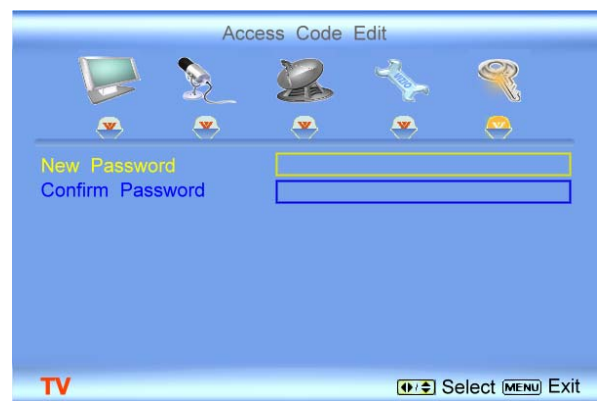 Access Code Edit
New Password
Confirm Password
TV
Select MENU Exit